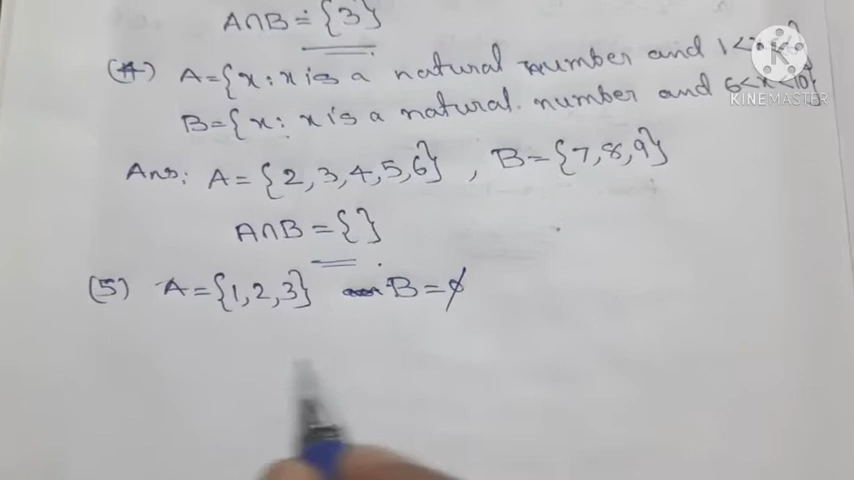 A∩B = {3}
(4) A={x: x is a natural number and 1<x
B={x: x is a natural number and 6<x<10}
KINEMASTER
Ans: A={2,3,4,5,6}, B={7,8,9}
A∩B={}
(5) A={1,2,3} B=ϕ